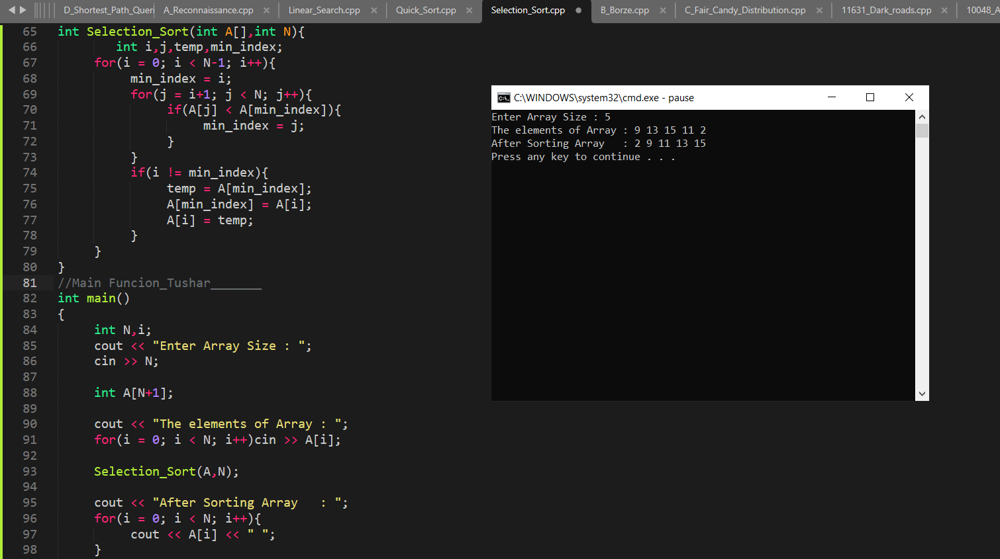 D_Shortest_Path_Queri A_Reconnaissance.cpp Linear_Search.cpp Quick_Sort.cpp Selection_Sort.cpp B_Borze.cpp C_Fair_Candy_Distribution.cpp 11631_Dark_roads.cpp 10048_A
65 int Selection_Sort(int A[],int N){
66 int i,j,temp,min_index;
67 for(i = 0; i < N-1; i++){
68 min_index = i;
69 for(j = i+1; j < N; j++){
70 if(A[j] < A[min_index]){
71 min_index = j;
72 }
73 }
74 if(i != min_index){
75 temp = A[min_index];
76 A[min_index] = A[i];
77 A[i] = temp;
78 }
79 }
80 }
81 //Main Funcion_Tushar_______
82 int main()
83 {
84 int N,i;
85 cout << "Enter Array Size : ";
86 cin >> N;
87
88 int A[N+1];
89
90 cout << "The elements of Array : ";
91 for(i = 0; i < N; i++)cin >> A[i];
92
93 Selection_Sort(A,N);
94
95 cout << "After Sorting Array   : ";
96 for(i = 0; i < N; i++){
97 cout << A[i] << " ";
98 }
C:\WINDOWS\system32\cmd.exe - pause
Enter Array Size : 5
The elements of Array : 9 13 15 11 2
After Sorting Array   : 2 9 11 13 15
Press any key to continue . . .